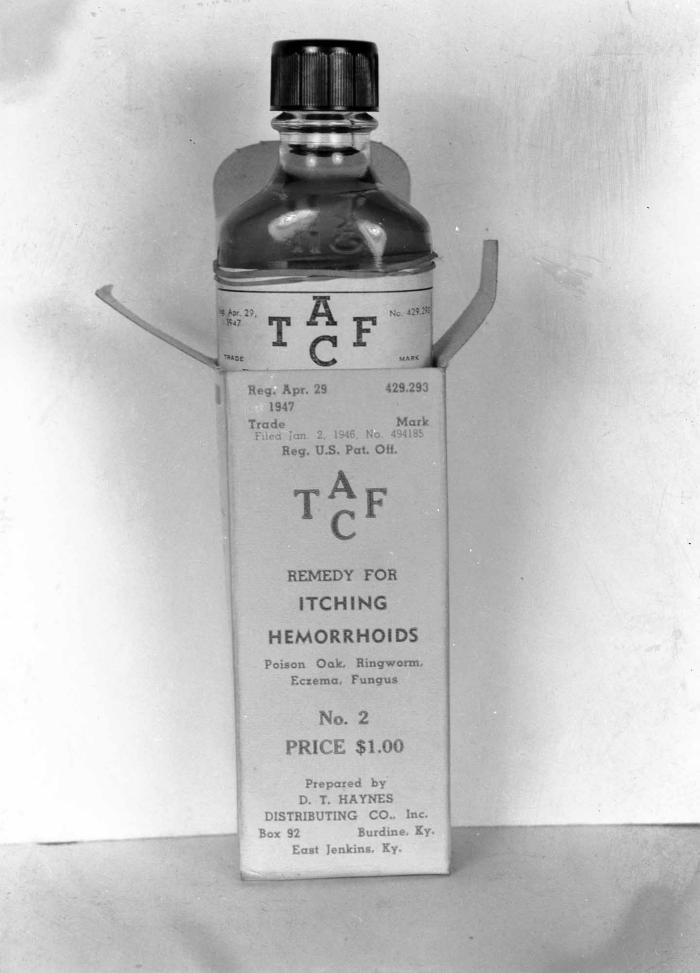 Apr. 29, No. 429.293
1947
T A C F
TRADE MARK
Reg. Apr. 29 429.293
1947
Trade Mark
Filed Jan. 2, 1946, No. 494185
Reg. U.S. Pat. Off.
T A C F
REMEDY FOR
ITCHING
HEMORRHOIDS
Poison Oak, Ringworm,
Eczema, Fungus
No. 2
PRICE $1.00
Prepared by
D. T. HAYNES
DISTRIBUTING CO., Inc.
Box 92 Burdine, Ky.
East Jenkins, Ky.